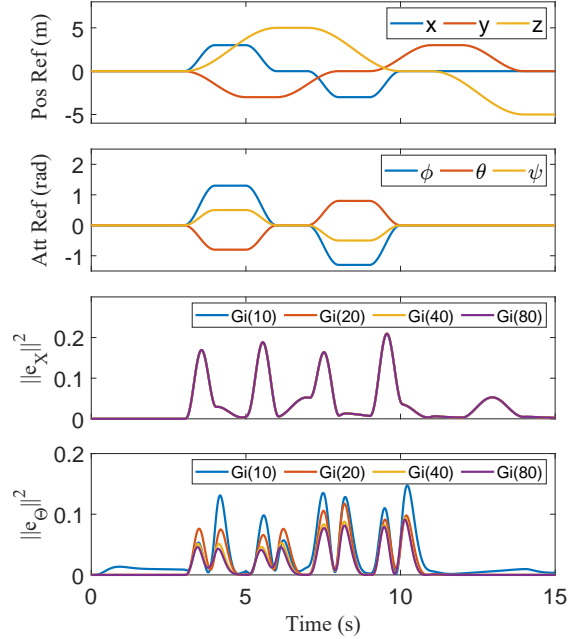 Pos Ref (m)
5
0
-5
x y z
Att Ref (rad)
2
1
0
-1
ϕ θ ψ
||e_X||^2
0.2
0.1
0
Gi(10) Gi(20) Gi(40) Gi(80)
||e_Θ||^2
0.2
0.1
0
Gi(10) Gi(20) Gi(40) Gi(80)
0 5 10 15
Time (s)